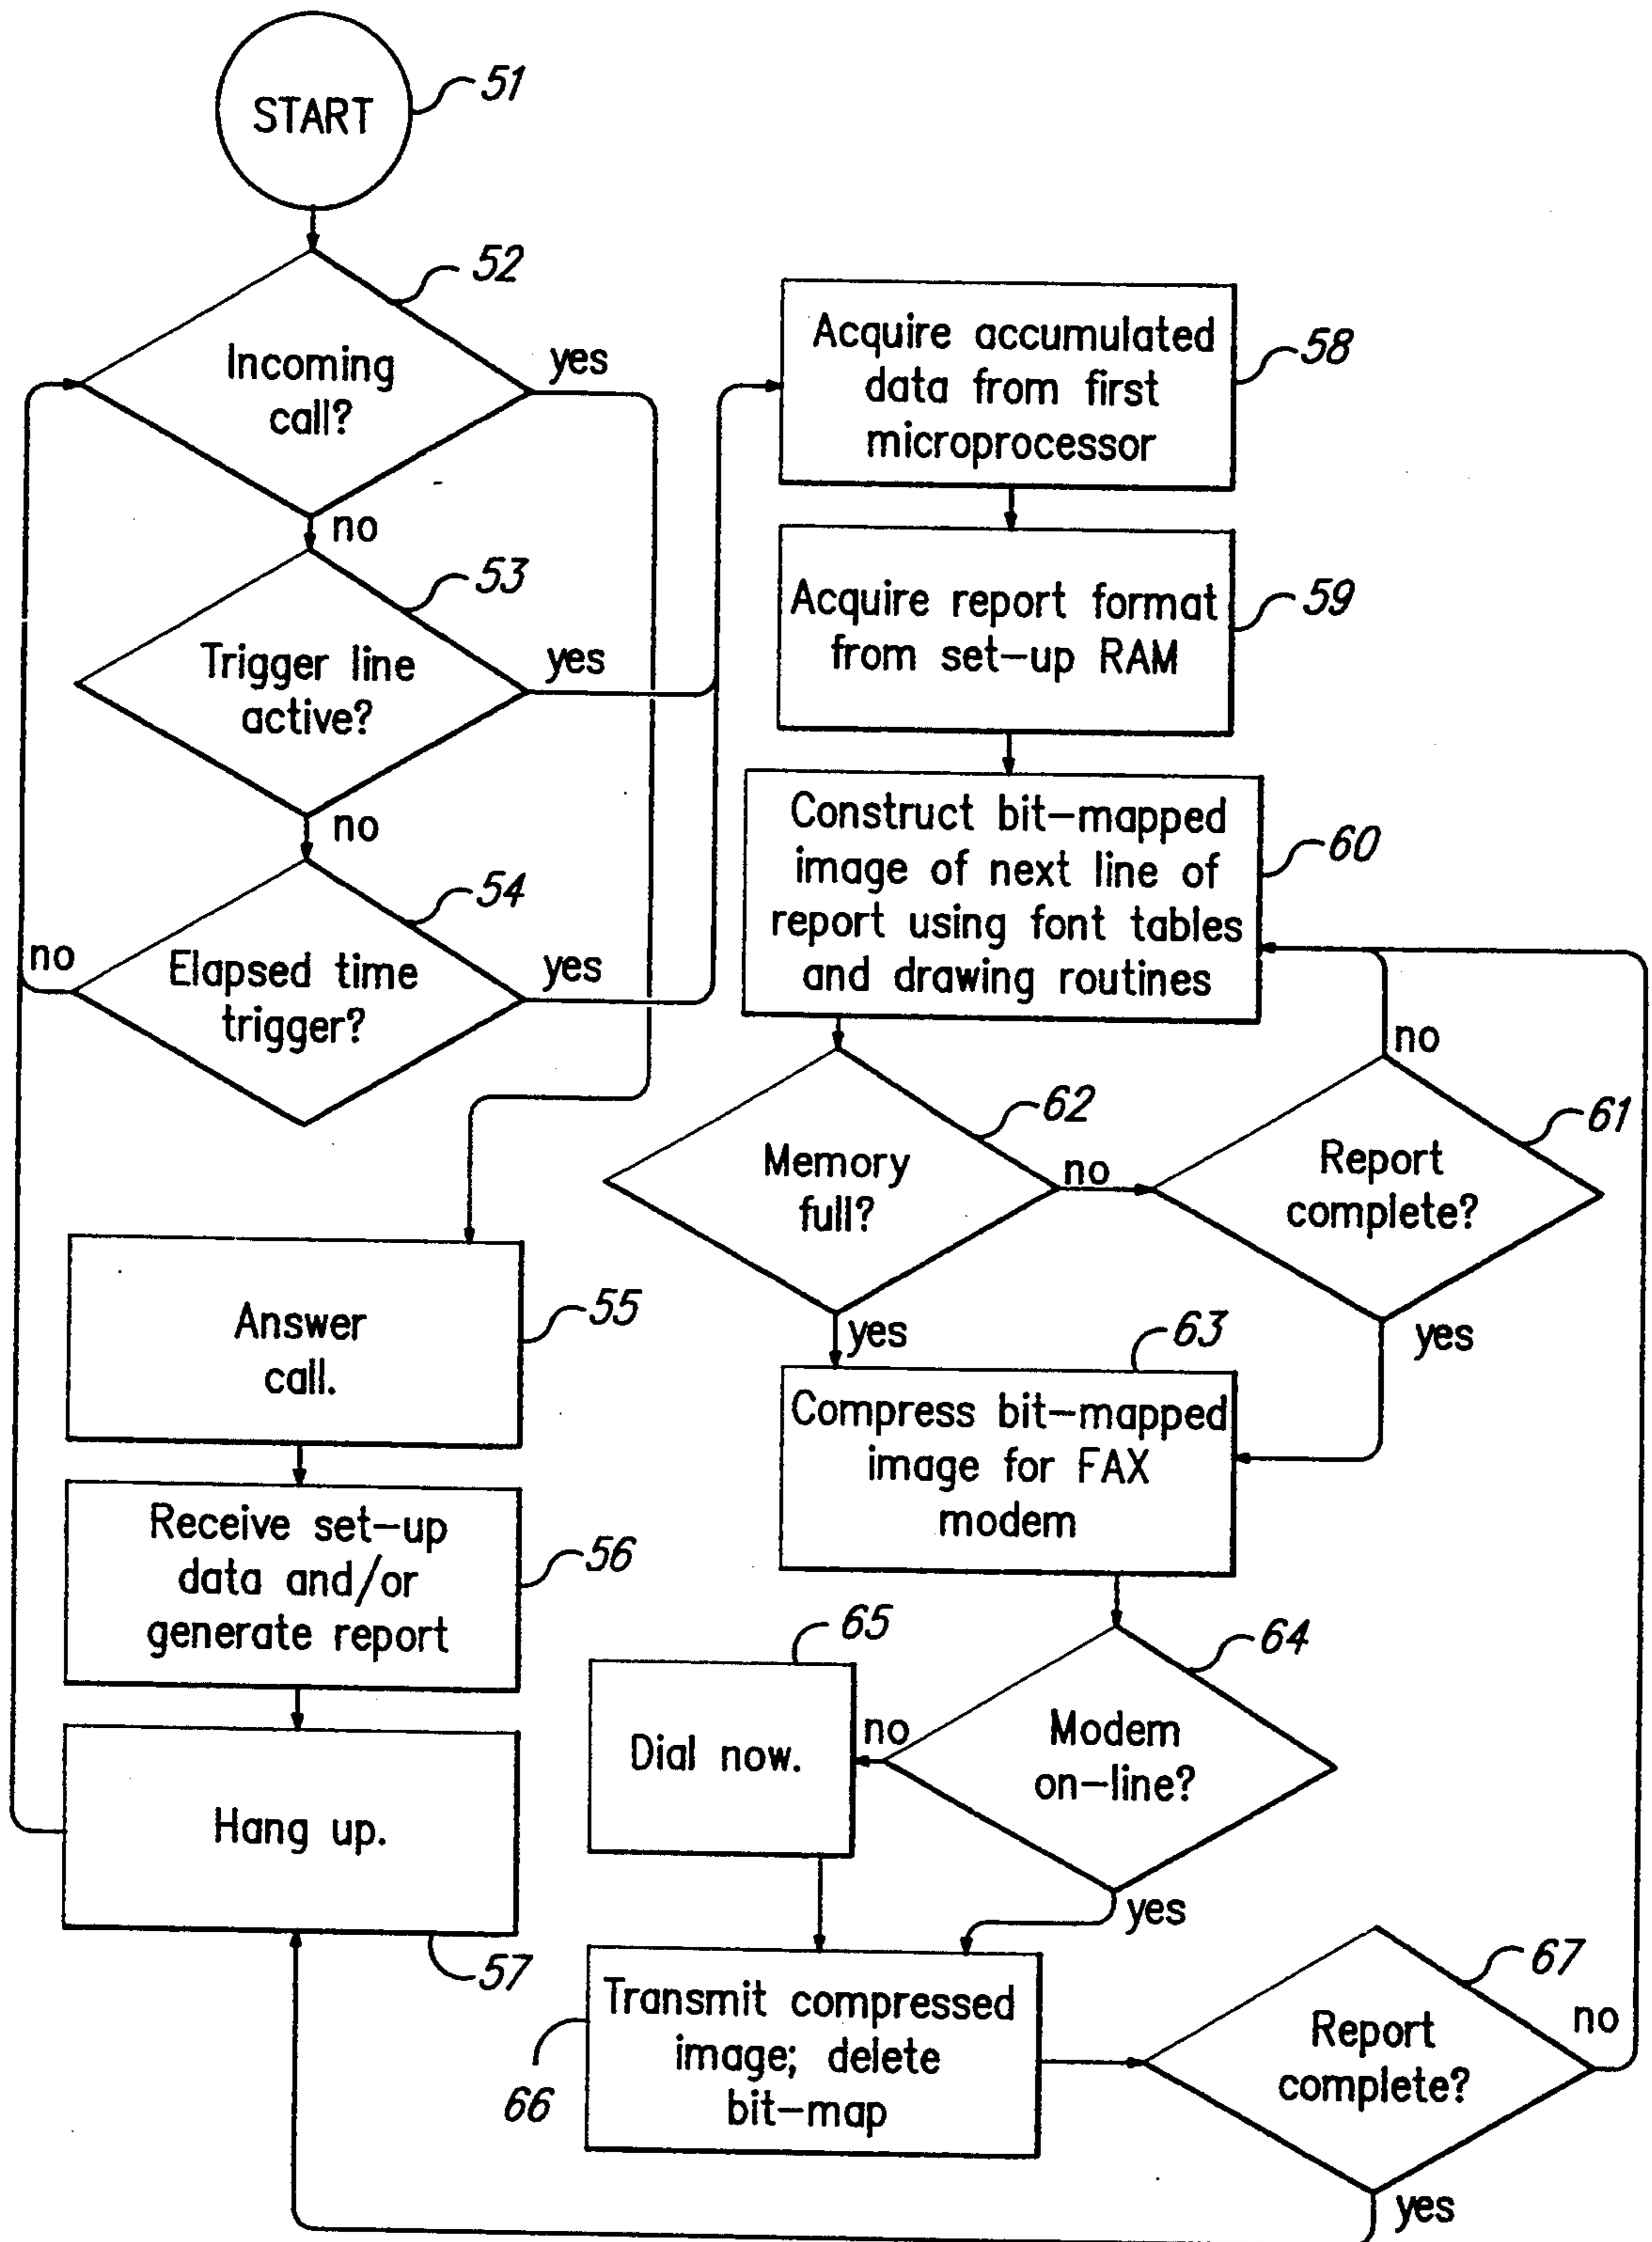 START
51
52
Incoming
call?
yes
no
53
Trigger line
active?
yes
no
54
Elapsed time
trigger?
no
yes
Answer
call.
55
Receive set-up
data and/or
generate report
56
Hang up.
57
Acquire accumulated
data from first
microprocessor
58
Acquire report format
from set-up RAM
59
Construct bit-mapped
image of next line of
report using font tables
and drawing routines
60
Memory
full?
62
no
yes
Report
complete?
61
no
yes
63
Compress bit-mapped
image for FAX
modem
64
Modem
on-line?
no
yes
65
Dial now.
Transmit compressed
image; delete
bit-map
66
67
Report
complete?
no
yes